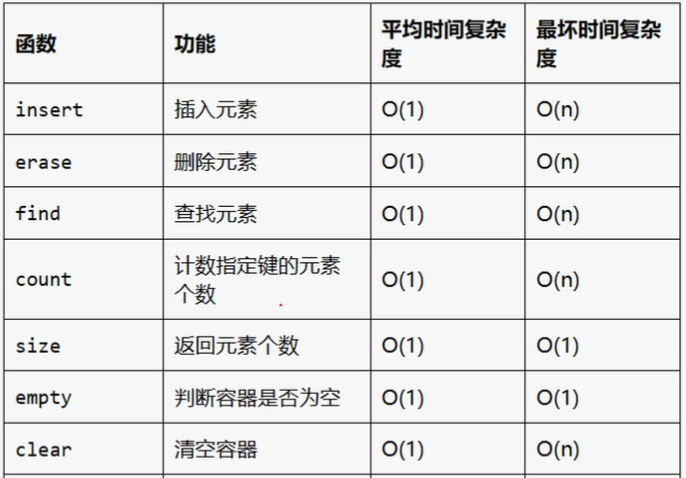 函数 功能 平均时间复杂度 最坏时间复杂度
insert 插入元素 O(1) O(n)
erase 删除元素 O(1) O(n)
find 查找元素 O(1) O(n)
count 计数指定键的元素个数 O(1) O(n)
size 返回元素个数 O(1) O(1)
empty 判断容器是否为空 O(1) O(1)
clear 清空容器 O(1) O(n)